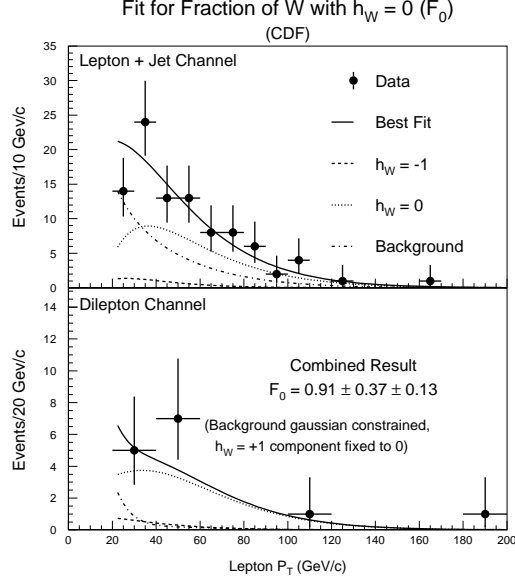 Fit for Fraction of W with h_W = 0 (F_0)
(CDF)
Lepton + Jet Channel
Data
Best Fit
h_W = -1
h_W = 0
Background
Events/10 Gev/c
35
30
25
20
15
10
5
0
Dilepton Channel
Combined Result
F_0 = 0.91 ± 0.37 ± 0.13
(Background gaussian constrained,
h_W = +1 component fixed to 0)
Events/20 Gev/c
14
12
10
8
6
4
2
0
0 20 40 60 80 100 120 140 160 180 200
Lepton P_T (GeV/c)